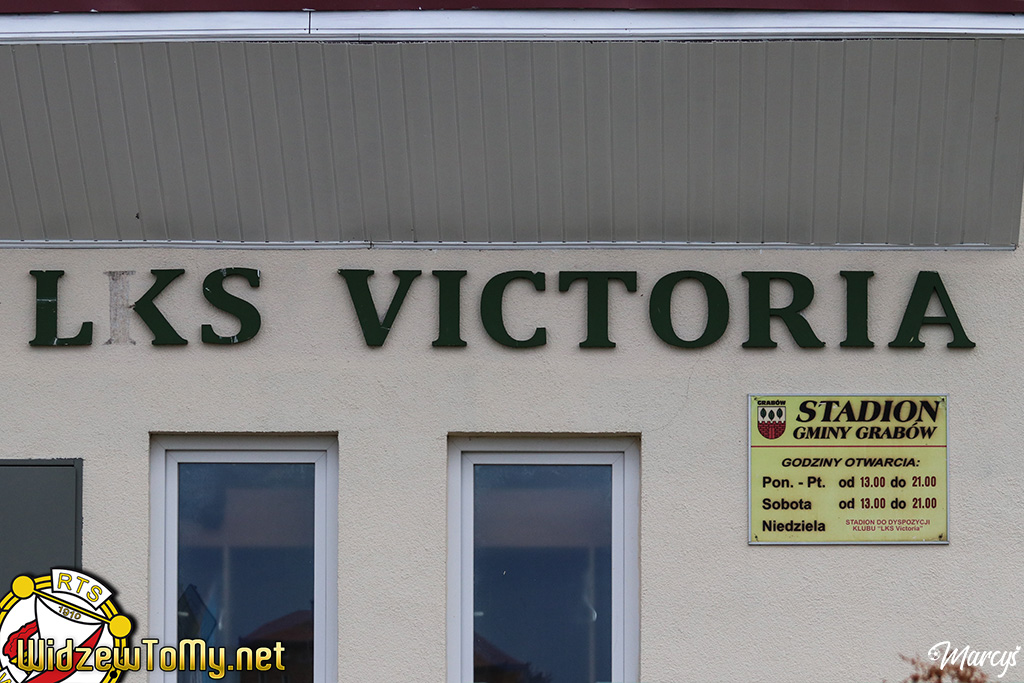 LKS VICTORIA
GRABÓW
STADION
GMINY GRABÓW
GODZINY OTWARCIA:
Pon. - Pt. od 13.00 do 21.00
Sobota od 13.00 do 21.00
Niedziela STADION DO DYSPOZYCJI
KLUBU "LKS Victoria"
RTS
1910
WidzewToMy.net
Marcyś